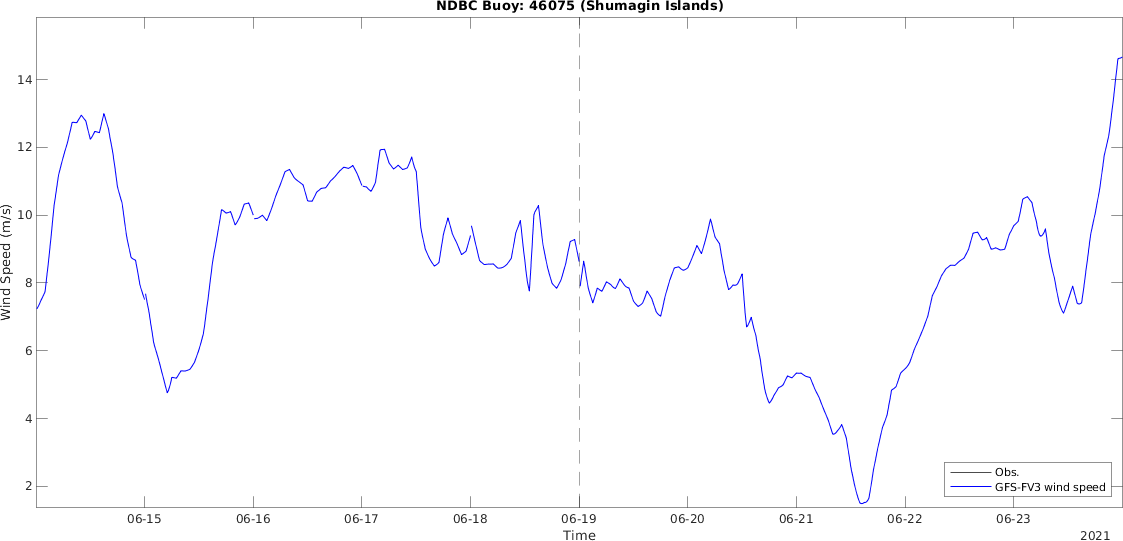 NDBC Buoy: 46075 (Shumagin Islands)
14
12
10
8
6
4
2
Wind Speed (m/s)
Obs.
GFS-FV3 wind speed
06-15 06-16 06-17 06-18 06-19 06-20 06-21 06-22 06-23
Time
2021